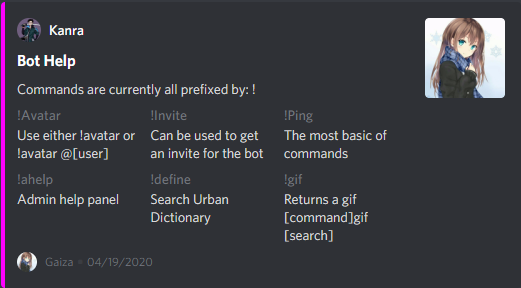 Kanra
Bot Help
Commands are currently all prefixed by: !
!Avatar
Use either !avatar or
!avatar @[user]
!Invite
Can be used to get
an invite for the bot
!Ping
The most basic of
commands
!ahelp
Admin help panel
!define
Search Urban
Dictionary
!gif
Returns a gif
[command]gif
[search]
Gaiza • 04/19/2020